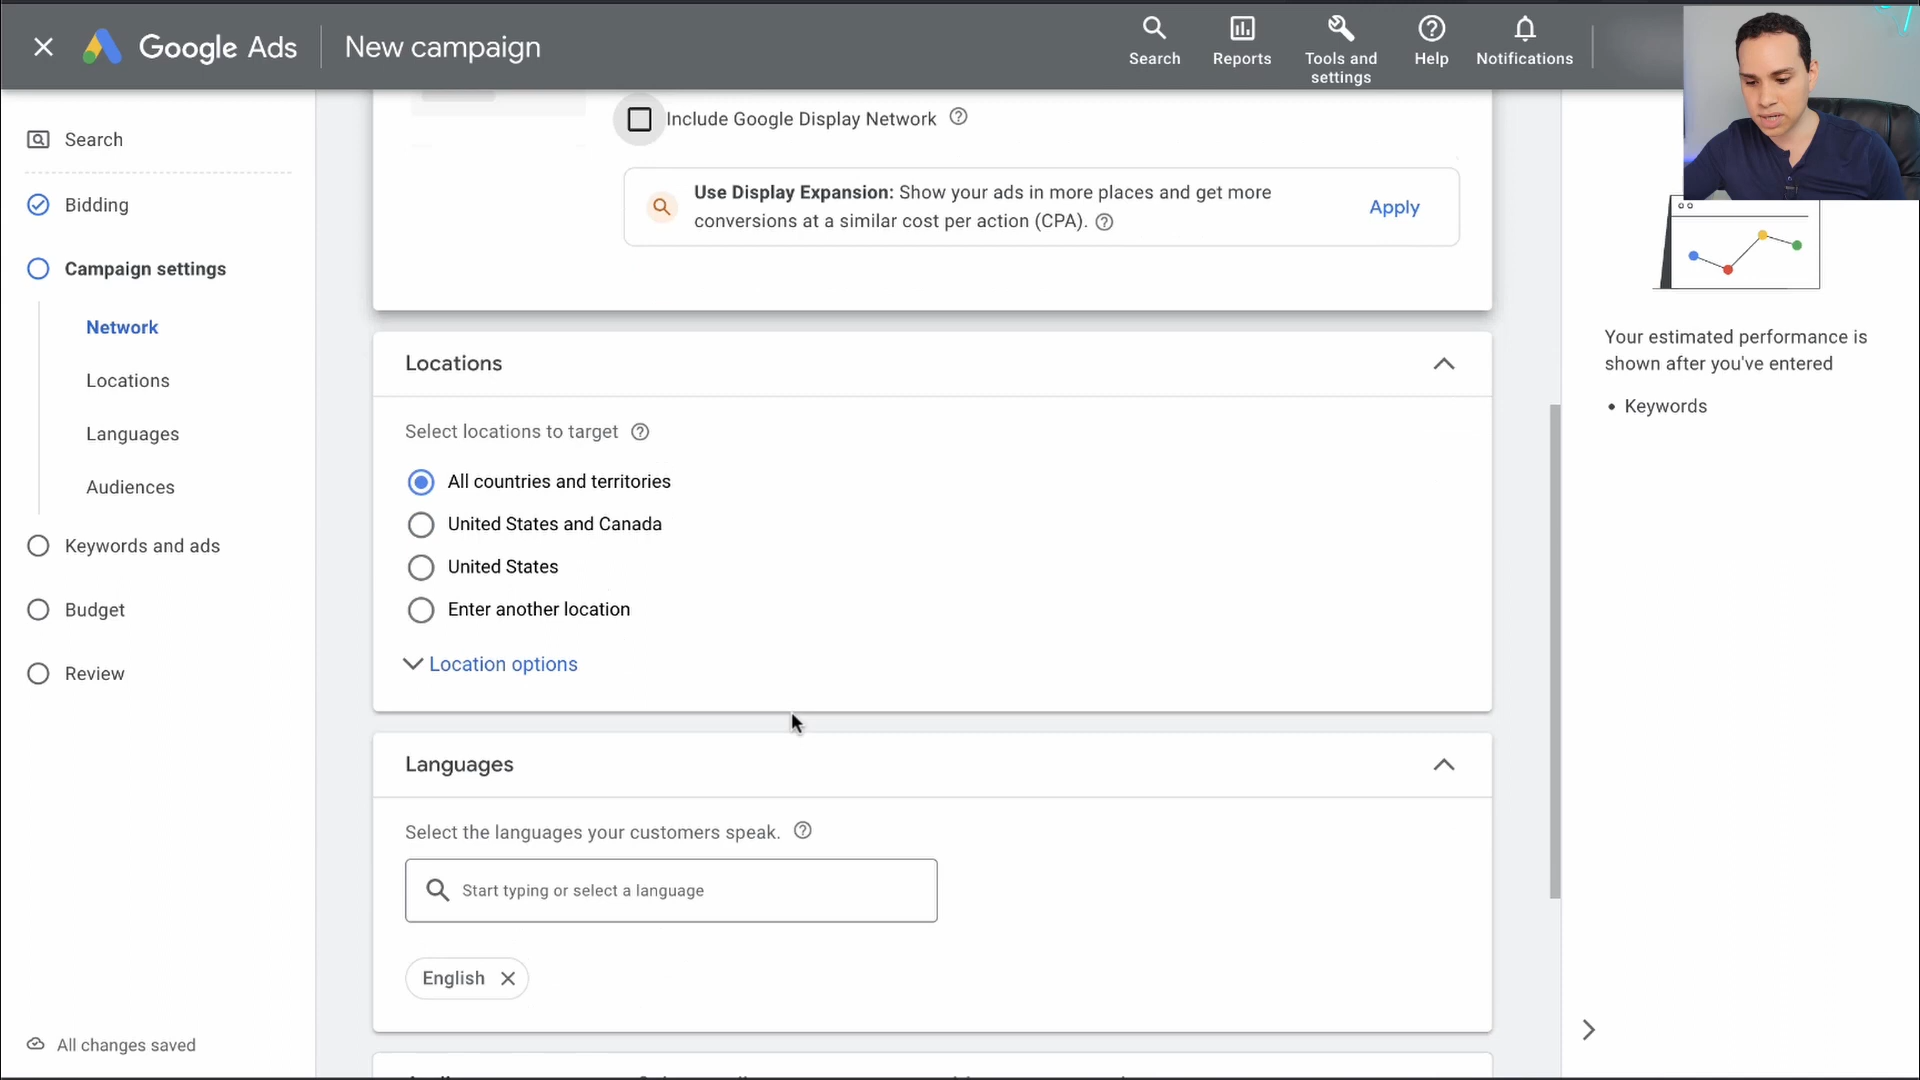 Google Ads
New campaign
Search
Reports
Tools and
settings
Help
Notifications
Search
Bidding
Campaign settings
Network
Locations
Languages
Audiences
Keywords and ads
Budget
Review
All changes saved
Include Google Display Network
Use Display Expansion: Show your ads in more places and get more
conversions at a similar cost per action (CPA).
Apply
Locations
Select locations to target
All countries and territories
United States and Canada
United States
Enter another location
Location options
Languages
Select the languages your customers speak.
Start typing or select a language
English
Your estimated performance is
shown after you've entered
• Keywords